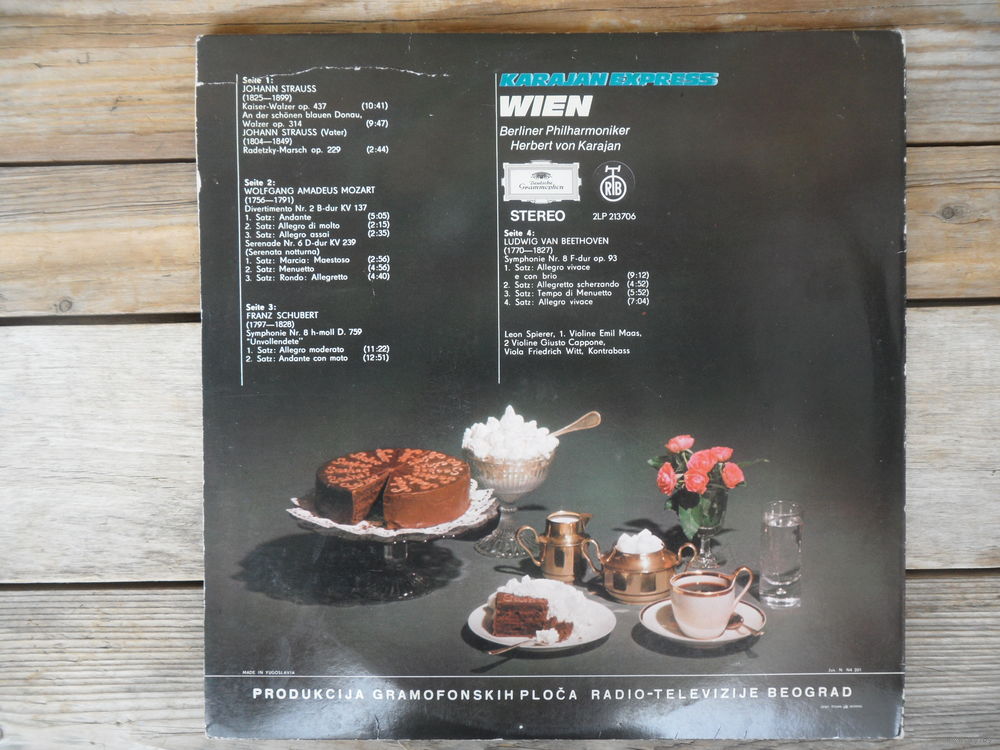 Seite 1:
JOHANN STRAUSS
(1825—1899)
Kaiser-Walzer op. 437 (10:41)
An der schönen blauen Donau,
Walzer op. 314 (9:47)
JOHANN STRAUSS (Vater)
(1804—1849)
Radetzky-Marsch op. 229 (2:44)
Seite 2:
WOLFGANG AMADEUS MOZART
(1756—1791)
Divertimento Nr. 2 B-dur KV 137
1. Satz: Andante (5:05)
2. Satz: Allegro di molto (2:15)
3. Satz: Allegro assai (2:35)
Serenade Nr. 6 D-dur KV 239
(Serenata notturna)
1. Satz: Marcia: Maestoso (2:56)
2. Satz: Menuetto (4:56)
3. Satz: Rondo: Allegretto (4:40)
Seite 3:
FRANZ SCHUBERT
(1797—1828)
Symphonie Nr. 8 h-moll D. 759
"Unvollendete"
1. Satz: Allegro moderato (11:22)
2. Satz: Andante con moto (12:51)
KARAJAN EXPRESS
WIEN
Berliner Philharmoniker
Herbert von Karajan
Deutsche
Grammophon
RTB
STEREO 2LP 213706
Seite 4:
LUDWIG VAN BEETHOVEN
(1770—1827)
Symphonie Nr. 8 F-dur op. 93
1. Satz: Allegro vivace
e con brio (9:12)
2. Satz: Allegretto scherzando (4:52)
3. Satz: Tempo di Menuetto (5:52)
4. Satz: Allegro vivace (7:04)
Leon Spierer, 1. Violine Emil Maas,
2 Violine Giusto Cappone,
Viola Friedrich Witt, Kontrabass
MADE IN YUGOSLAVIA
PRODUKCIJA GRAMOFONSKIH PLOČA RADIO-TELEVIZIJE BEOGRAD